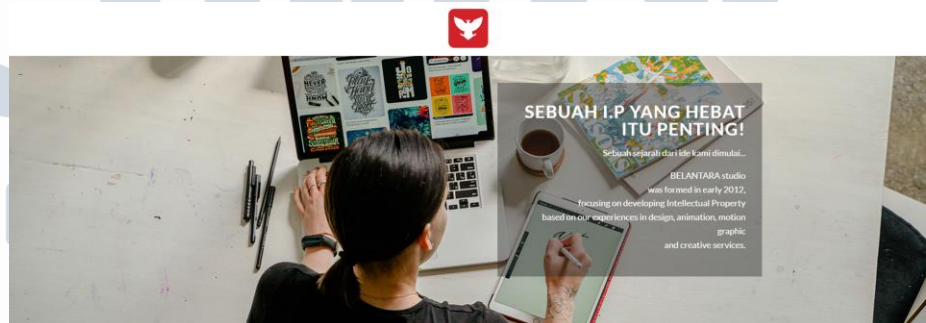 SEBUAH I.P YANG HEBAT
ITU PENTING!
Sebuah sejarah dari ide kami dimulai...
BELANTARA studio
was formed in early 2012,
focusing on developing Intellectual Property
based on our experiences in design, animation, motion
graphic
and creative services.